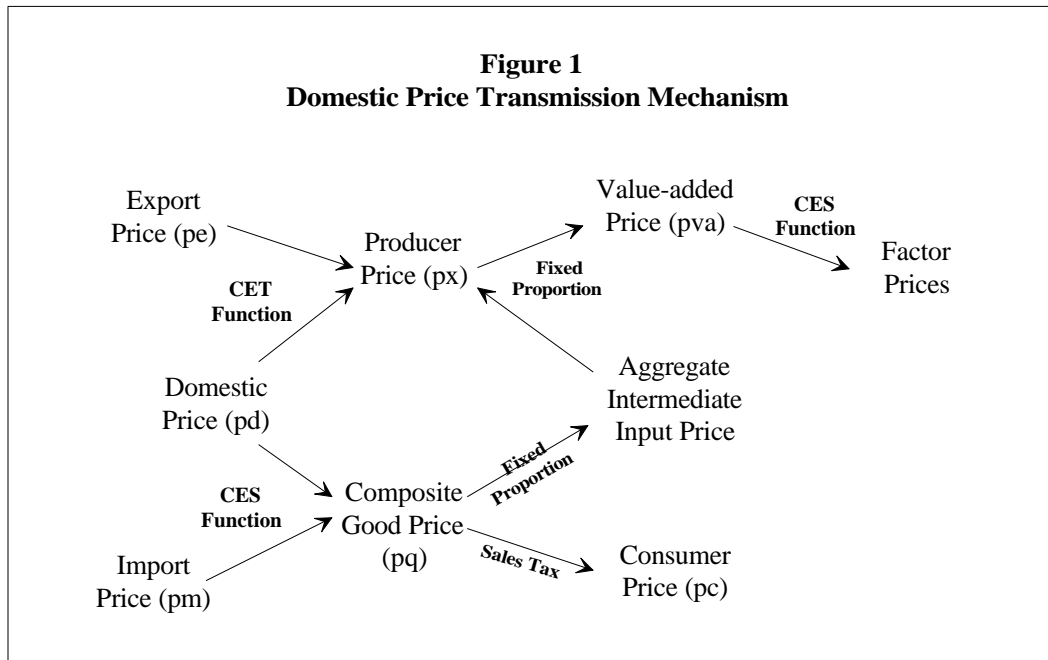 Figure 1
Domestic Price Transmission Mechanism
Export
Price (pe)
Producer
Price (px)
Value-added
Price (pva)
CES
Function
Factor
Prices
Fixed
Proportion
CET
Function
Domestic
Price (pd)
Aggregate
Intermediate
Input Price
CES
Function
Composite
Good Price
(pq)
Fixed
Proportion
Sales Tax
Import
Price (pm)
Consumer
Price (pc)